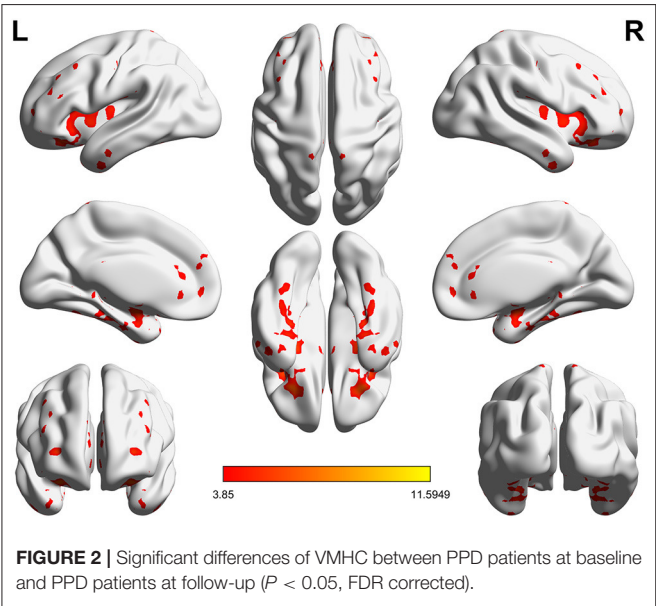 L
R
3.85
11.5949
FIGURE 2 | Significant differences of VMHC between PPD patients at baseline
and PPD patients at follow-up (P < 0.05, FDR corrected).